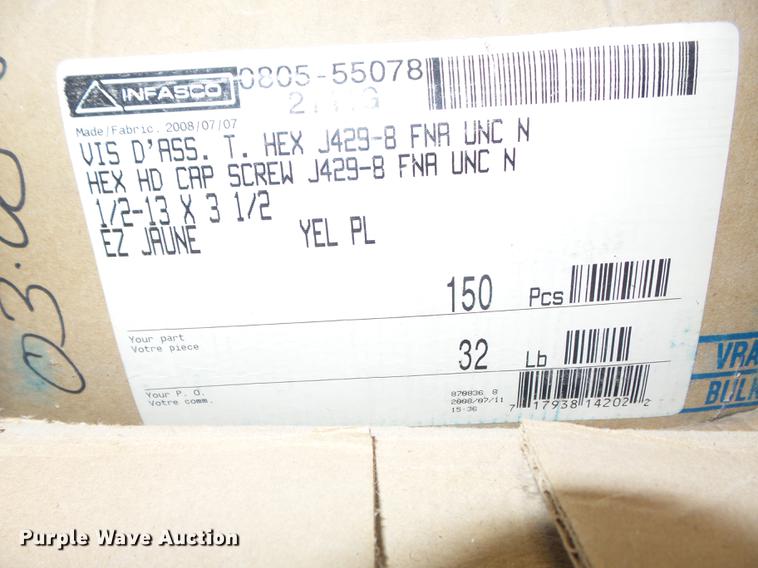 INFASCO
0805-55078
Made/Fabric. 2008/07/07
VIS D'ASS. T. HEX J429-8 FNA UNC N
HEX HD CAP SCREW J429-8 FNA UNC N
1/2-13 X 3 1/2
EZ JAUNE YEL PL
150 Pcs
Your part
Votre pièce
32 Lb
Your P. O.
Votre comm.
870836 8
2008/07/11
15:36
7 17938 14202 2
VRA
BULK
03.00
Purple Wave Auction